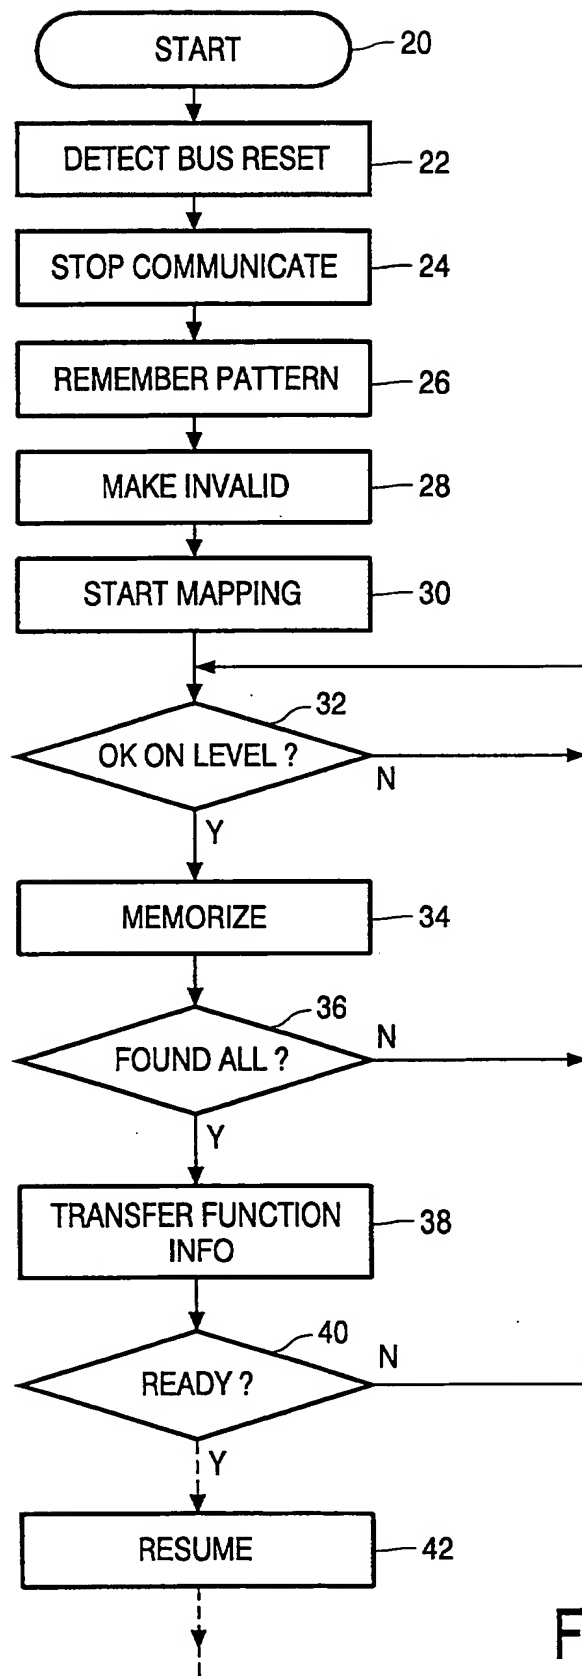 START
20
DETECT BUS RESET
22
STOP COMMUNICATE
24
REMEMBER PATTERN
26
MAKE INVALID
28
START MAPPING
30
32
OK ON LEVEL ?
N
Y
MEMORIZE
34
36
N
FOUND ALL ?
Y
TRANSFER FUNCTION
INFO
38
40
N
READY ?
Y
RESUME
42
F